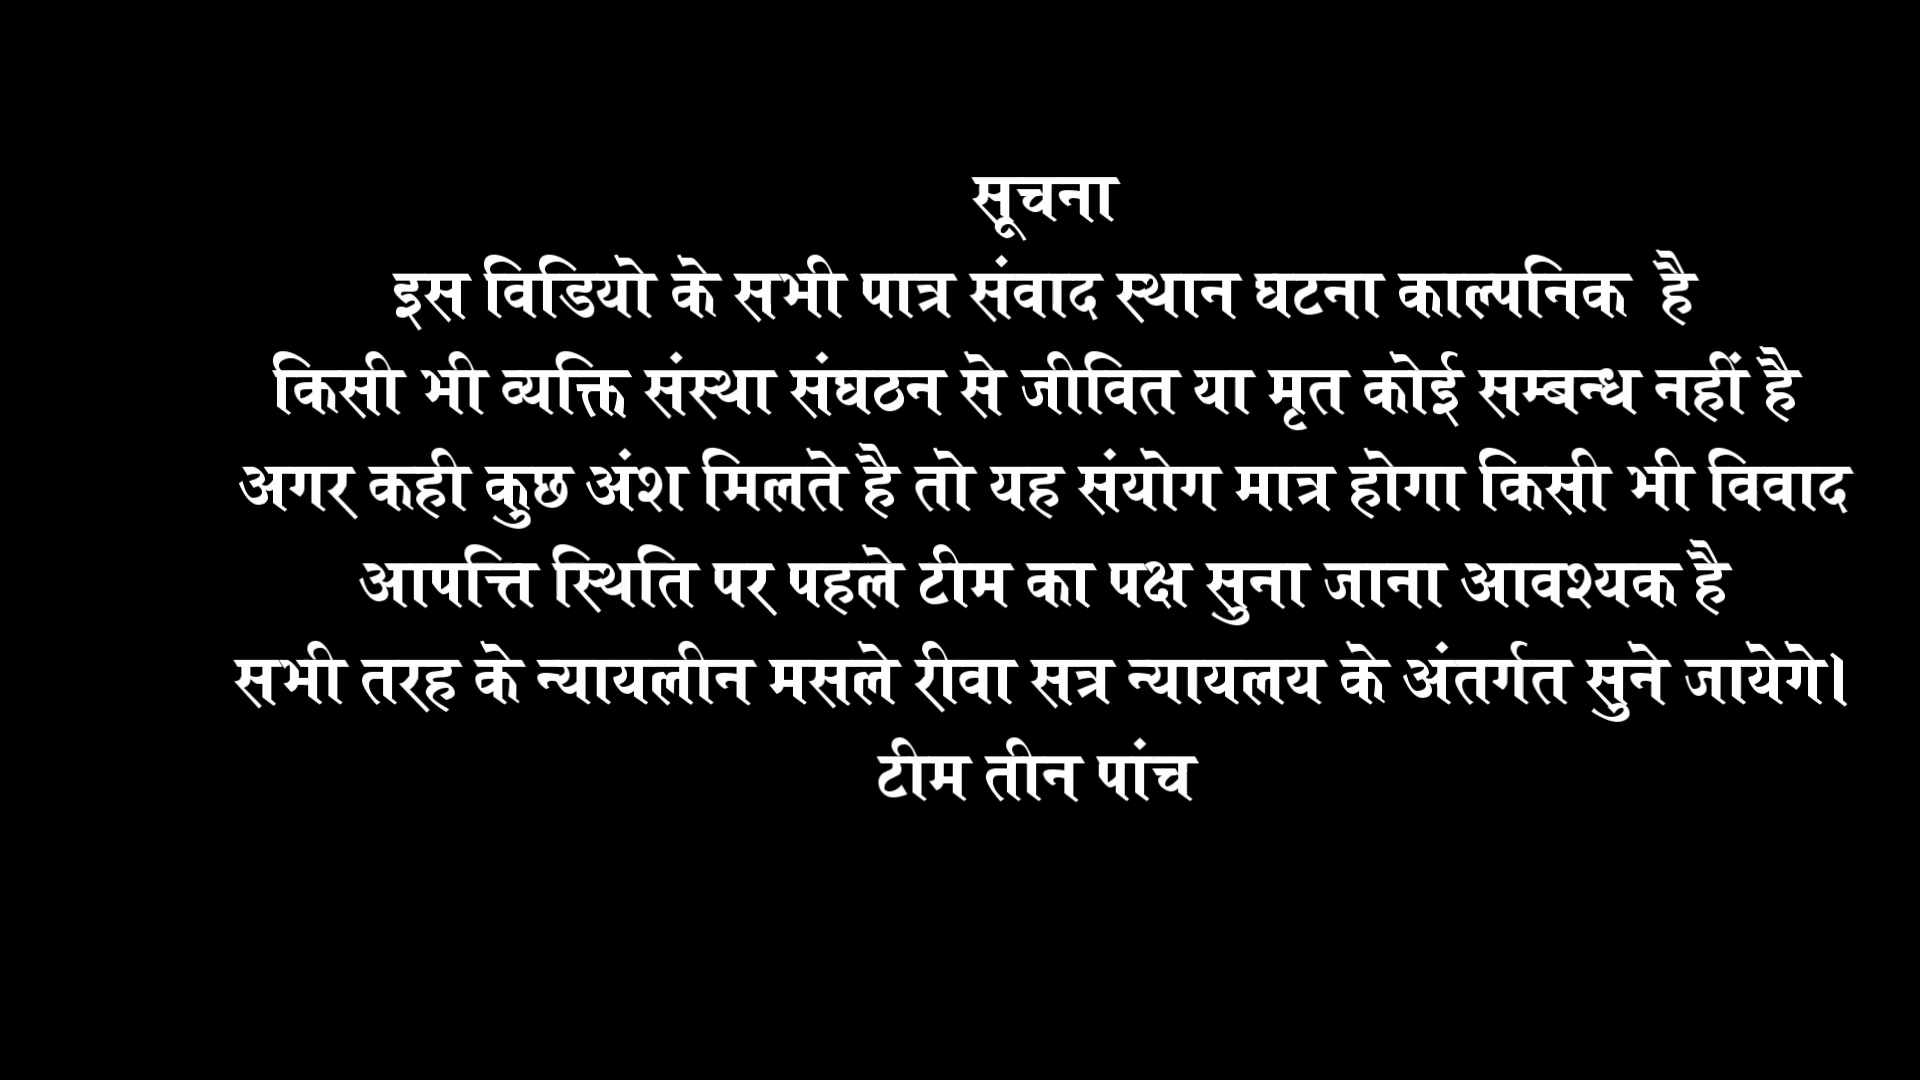 सूचना
इस विडियो के सभी पात्र संवाद स्थान घटना काल्पनिक है
किसी भी व्यक्ति संस्था संघठन से जीवित या मृत कोई सम्बन्ध नहीं है
अगर कही कुछ अंश मिलते है तो यह संयोग मात्र होगा किसी भी विवाद
आपत्ति स्थिति पर पहले टीम का पक्ष सुना जाना आवश्यक है
सभी तरह के न्यायलीन मसले रीवा सत्र न्यायलय के अंतर्गत सुने जायेगे।
टीम तीन पांच